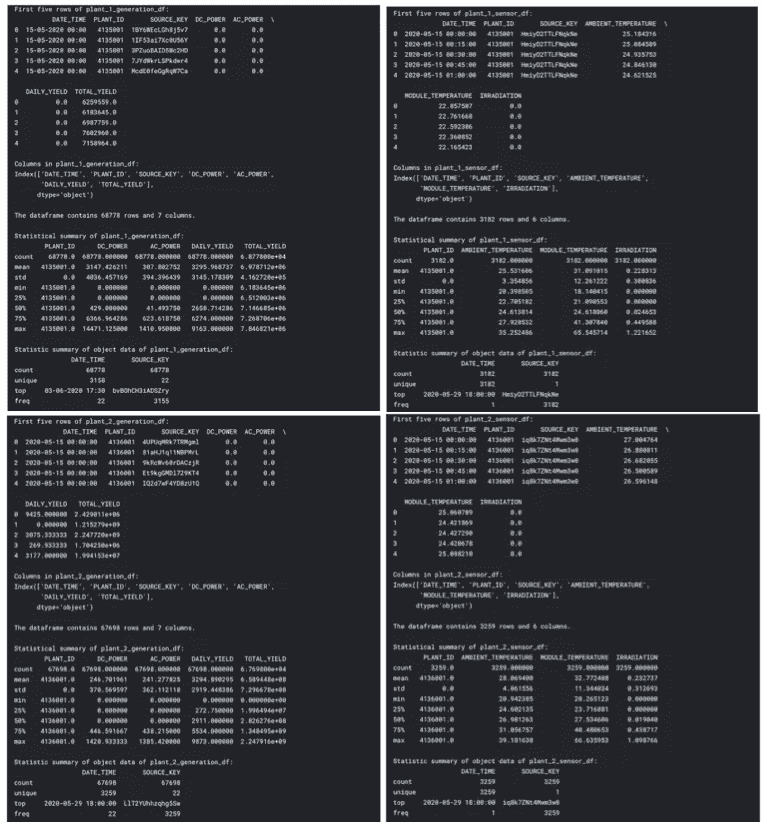 First five rows of plant_1_generation_df:
DATE_TIME PLANT_ID SOURCE_KEY DC_POWER AC_POWER \
0 15-05-2020 00:00 4135001 1BY6WEcLGh8j5v7 0.0 0.0
1 15-05-2020 00:00 4135001 1IF53ai7Xc0U56Y 0.0 0.0
2 15-05-2020 00:00 4135001 3PZuoBAID5Wc2HD 0.0 0.0
3 15-05-2020 00:00 4135001 7JYdWkrLSPkdwr4 0.0 0.0
4 15-05-2020 00:00 4135001 McdE0feGgRqW7Ca 0.0 0.0
DAILY_YIELD TOTAL_YIELD
0 0.0 6259559.0
1 0.0 6183645.0
2 0.0 6987759.0
3 0.0 7602960.0
4 0.0 7158964.0
Columns in plant_1_generation_df:
Index(['DATE_TIME', 'PLANT_ID', 'SOURCE_KEY', 'DC_POWER', 'AC_POWER',
'DAILY_YIELD', 'TOTAL_YIELD'],
dtype='object')
The dataframe contains 68778 rows and 7 columns.
Statistical summary of plant_1_generation_df:
PLANT_ID DC_POWER AC_POWER DAILY_YIELD TOTAL_YIELD
count 68778.0 68778.000000 68778.000000 68778.000000 6.877800e+04
mean 4135001.0 3147.426211 307.802752 3295.968737 6.978712e+06
std 0.0 4036.457169 394.396439 3145.178309 4.162720e+05
min 4135001.0 0.000000 0.000000 0.000000 6.183645e+06
25% 4135001.0 0.000000 0.000000 0.000000 6.512003e+06
50% 4135001.0 429.000000 41.493750 2658.714286 7.146685e+06
75% 4135001.0 6366.964286 623.618750 6274.000000 7.268706e+06
max 4135001.0 14471.125000 1410.950000 9163.000000 7.846821e+06
Statistic summary of object data of plant_1_generation_df:
DATE_TIME SOURCE_KEY
count 68778 68778
unique 3158 22
top 03-06-2020 17:30 bvBOhCH3iADSZry
freq 22 3155
First five rows of plant_1_sensor_df:
DATE_TIME PLANT_ID SOURCE_KEY AMBIENT_TEMPERATURE \
0 2020-05-15 00:00:00 4135001 HmiyD2TTLFNqkNe 25.184316
1 2020-05-15 00:15:00 4135001 HmiyD2TTLFNqkNe 25.084589
2 2020-05-15 00:30:00 4135001 HmiyD2TTLFNqkNe 24.935753
3 2020-05-15 00:45:00 4135001 HmiyD2TTLFNqkNe 24.846130
4 2020-05-15 01:00:00 4135001 HmiyD2TTLFNqkNe 24.621525
MODULE_TEMPERATURE IRRADIATION
0 22.857507 0.0
1 22.761668 0.0
2 22.592306 0.0
3 22.360852 0.0
4 22.165423 0.0
Columns in plant_1_sensor_df:
Index(['DATE_TIME', 'PLANT_ID', 'SOURCE_KEY', 'AMBIENT_TEMPERATURE',
'MODULE_TEMPERATURE', 'IRRADIATION'],
dtype='object')
The dataframe contains 3182 rows and 6 columns.
Statistical summary of plant_1_sensor_df:
PLANT_ID AMBIENT_TEMPERATURE MODULE_TEMPERATURE IRRADIATION
count 3182.0 3182.000000 3182.000000 3182.000000
mean 4135001.0 25.531606 31.091015 0.228313
std 0.0 3.354856 12.261222 0.300836
min 4135001.0 20.398505 18.140415 0.000000
25% 4135001.0 22.705182 21.090553 0.000000
50% 4135001.0 24.613814 24.618060 0.024653
75% 4135001.0 27.920532 41.307840 0.449588
max 4135001.0 35.252486 65.545714 1.221652
Statistic summary of object data of plant_1_sensor_df:
DATE_TIME SOURCE_KEY
count 3182 3182
unique 3182 1
top 2020-05-29 18:00:00 HmiyD2TTLFNqkNe
freq 1 3182
First five rows of plant_2_generation_df:
DATE_TIME PLANT_ID SOURCE_KEY DC_POWER AC_POWER \
0 2020-05-15 00:00:00 4136001 4UPUqMRk7TRMgml 0.0 0.0
1 2020-05-15 00:00:00 4136001 81aHJ1q11NBPMrL 0.0 0.0
2 2020-05-15 00:00:00 4136001 9kRcWv60rDACzjR 0.0 0.0
3 2020-05-15 00:00:00 4136001 Et9kgGMDl729KT4 0.0 0.0
4 2020-05-15 00:00:00 4136001 IQ2d7wF4YD8zU1Q 0.0 0.0
DAILY_YIELD TOTAL_YIELD
0 9425.000000 2.429011e+06
1 0.000000 1.215279e+09
2 3075.333333 2.247720e+09
3 269.933333 1.704250e+06
4 3177.000000 1.994153e+07
Columns in plant_2_generation_df:
Index(['DATE_TIME', 'PLANT_ID', 'SOURCE_KEY', 'DC_POWER', 'AC_POWER',
'DAILY_YIELD', 'TOTAL_YIELD'],
dtype='object')
The dataframe contains 67698 rows and 7 columns.
Statistical summary of plant_2_generation_df:
PLANT_ID DC_POWER AC_POWER DAILY_YIELD TOTAL_YIELD
count 67698.0 67698.000000 67698.000000 67698.000000 6.769800e+04
mean 4136001.0 246.701961 241.277825 3294.890295 6.589448e+08
std 0.0 370.569597 362.112118 2919.448386 7.296678e+08
min 4136001.0 0.000000 0.000000 0.000000 0.000000e+00
25% 4136001.0 0.000000 0.000000 272.750000 1.996494e+07
50% 4136001.0 0.000000 0.000000 2911.000000 2.826276e+08
75% 4136001.0 446.591667 438.215000 5534.000000 1.348495e+09
max 4136001.0 1420.933333 1385.420000 9873.000000 2.247916e+09
Statistic summary of object data of plant_2_generation_df:
DATE_TIME SOURCE_KEY
count 67698 67698
unique 3259 22
top 2020-05-29 18:00:00 LlT2YUhhzqhg5Sw
freq 22 3259
First five rows of plant_2_sensor_df:
DATE_TIME PLANT_ID SOURCE_KEY AMBIENT_TEMPERATURE \
0 2020-05-15 00:00:00 4136001 iq8k7ZNt4Mwm3w0 27.004764
1 2020-05-15 00:15:00 4136001 iq8k7ZNt4Mwm3w0 26.880811
2 2020-05-15 00:30:00 4136001 iq8k7ZNt4Mwm3w0 26.682055
3 2020-05-15 00:45:00 4136001 iq8k7ZNt4Mwm3w0 26.500589
4 2020-05-15 01:00:00 4136001 iq8k7ZNt4Mwm3w0 26.596148
MODULE_TEMPERATURE IRRADIATION
0 25.060789 0.0
1 24.421869 0.0
2 24.427290 0.0
3 24.420678 0.0
4 25.088210 0.0
Columns in plant_2_sensor_df:
Index(['DATE_TIME', 'PLANT_ID', 'SOURCE_KEY', 'AMBIENT_TEMPERATURE',
'MODULE_TEMPERATURE', 'IRRADIATION'],
dtype='object')
The dataframe contains 3259 rows and 6 columns.
Statistical summary of plant_2_sensor_df:
PLANT_ID AMBIENT_TEMPERATURE MODULE_TEMPERATURE IRRADIATION
count 3259.0 3259.000000 3259.000000 3259.000000
mean 4136001.0 28.069400 32.772408 0.232737
std 0.0 4.061556 11.344034 0.312693
min 4136001.0 20.942385 20.265123 0.000000
25% 4136001.0 24.602135 23.716881 0.000000
50% 4136001.0 26.981263 27.534606 0.019040
75% 4136001.0 31.056757 40.480653 0.438717
max 4136001.0 39.181638 66.635953 1.098766
Statistic summary of object data of plant_2_sensor_df:
DATE_TIME SOURCE_KEY
count 3259 3259
unique 3259 1
top 2020-05-29 18:00:00 iq8k7ZNt4Mwm3w0
freq 1 3259